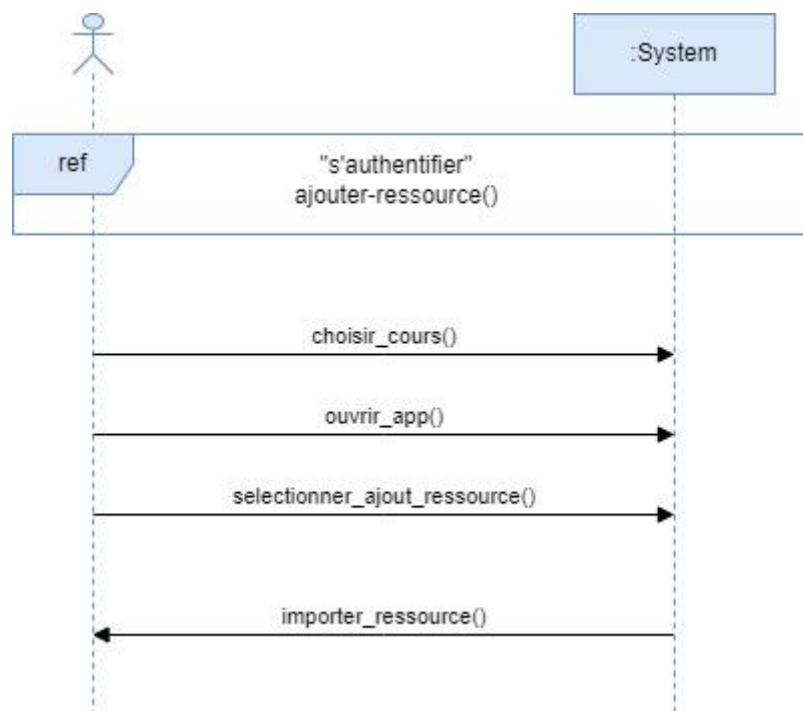 :System
ref
"s'authentifier"
ajouter-ressource()
choisir_cours()
ouvrir_app()
selectionner_ajout_ressource()
importer_ressource()